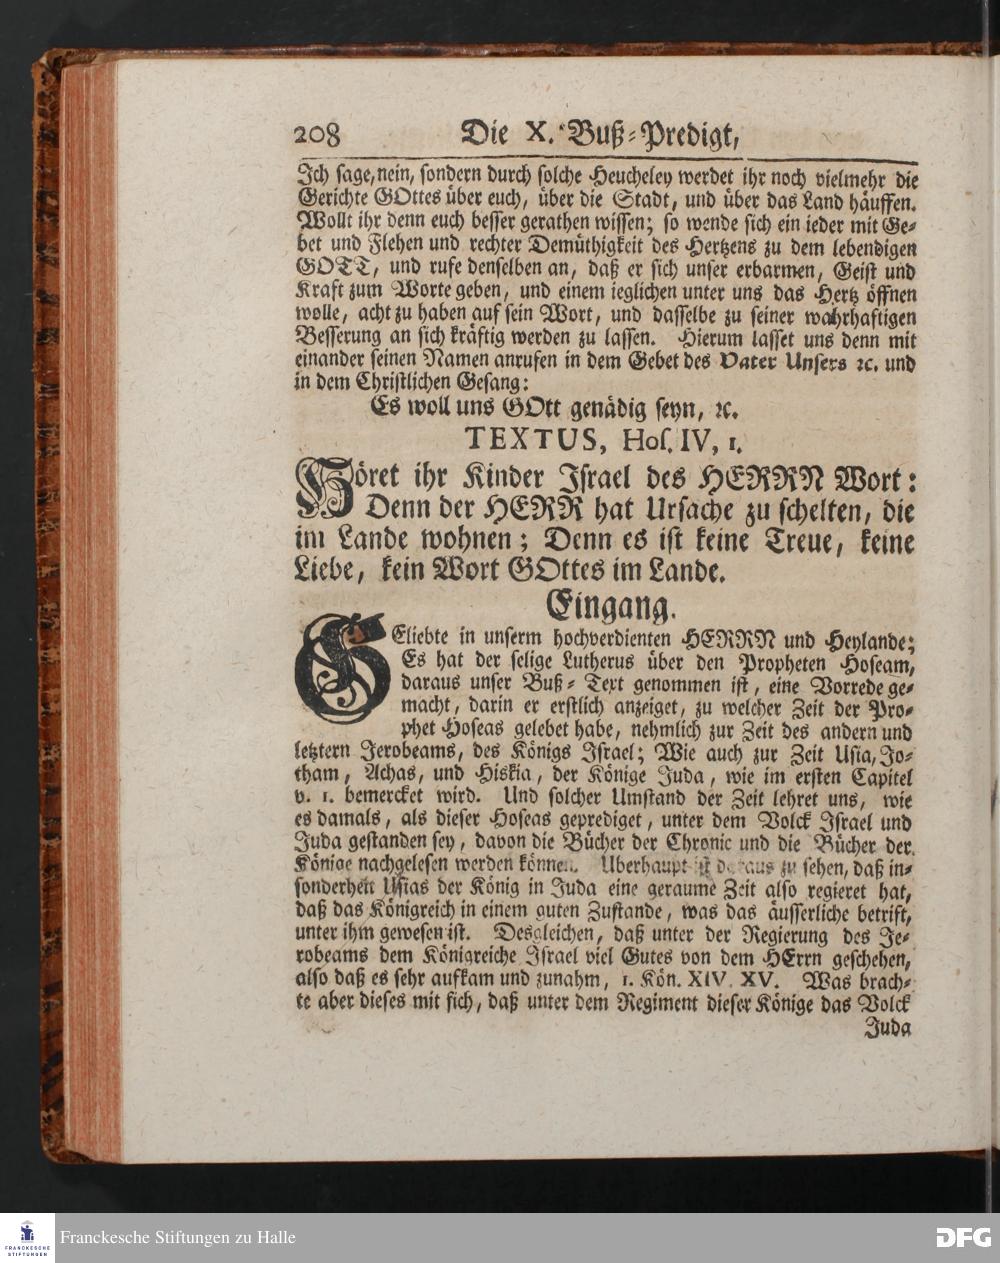 208 Die X. Buß-Predigt,
Ich sage, nein, sondern durch solche Heucheley werdet ihr noch vielmehr die
Gerichte GOttes über euch, über die Stadt, und über das Land häuffen.
Wollt ihr denn euch besser gerathen wissen; so wende sich ein ieder mit Ge-
bet und Flehen und rechter Demüthigkeit des Hertzens zu dem lebendigen
GOTT, und rufe denselben an, daß er sich unser erbarmen, Geist und
Kraft zum Worte geben, und einem ieglichen unter uns das Hertz öffnen
wolle, acht zu haben auf sein Wort, und dasselbe zu seiner wahrhaftigen
Besserung an sich kräftig werden zu lassen. Hierum lasset uns denn mit
einander seinen Namen anrufen in dem Gebet des Vater Unsers ꝛc. und
in dem Christlichen Gesang:
Es woll uns GOtt genädig seyn, ꝛc.
TEXTUS, Hos. IV, 1.
Höret ihr Kinder Israel des HERRN Wort:
Denn der HERR hat Ursache zu schelten, die
im Lande wohnen; Denn es ist keine Treue, keine
Liebe, kein Wort GOttes im Lande.
Eingang.
GEliebte in unserm hochverdienten HERRN und Heylande;
Es hat der selige Lutherus über den Propheten Hoseam,
daraus unser Buß-Text genommen ist, eine Vorrede ge-
macht, darin er erstlich anzeiget, zu welcher Zeit der Pro-
phet Hoseas gelebet habe, nehmlich zur Zeit des andern und
letztern Jerobeams, des Königs Israel; Wie auch zur Zeit Usia, Jo-
tham, Achas, und Hiskia, der Könige Juda, wie im ersten Capitel
v. 1. bemercket wird. Und solcher Umstand der Zeit lehret uns, wie
es damals, als dieser Hoseas geprediget, unter dem Volck Israel und
Juda gestanden sey, davon die Bücher der Chronic und die Bücher der
Könige nachgelesen werden können. Uberhaupt ist daraus zu sehen, daß in-
sonderheit Usias der König in Juda eine geraume Zeit also regieret hat,
daß das Königreich in einem guten Zustande, was das äusserliche betrift,
unter ihm gewesen ist. Desgleichen, daß unter der Regierung des Je-
robeams dem Königreiche Israel viel Gutes von dem HErrn geschehen,
also daß es sehr aufkam und zunahm, 1. Kön. XIV. XV. Was brach-
te aber dieses mit sich, daß unter dem Regiment dieser Könige das Volck
Juda
FRANCKESCHE STIFTUNGEN
Franckesche Stiftungen zu Halle
DFG